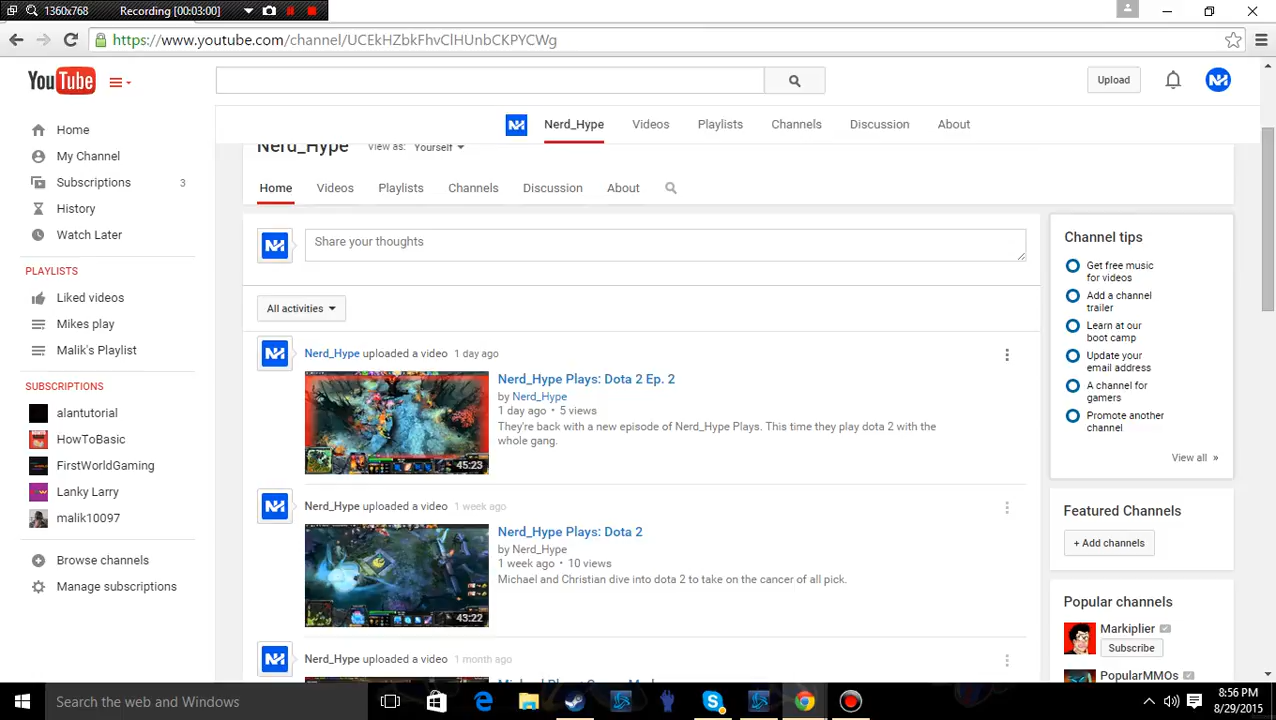 1360x768 Recording [00:03:00]
https://www.youtube.com/channel/UCEkHZbkFhvClHUnbCKPYCWg
YouTube
Upload
NH
Home
My Channel
Subscriptions 3
History
Watch Later
PLAYLISTS
Liked videos
Mikes play
Malik's Playlist
SUBSCRIPTIONS
alantutorial
HowToBasic
FirstWorldGaming
Lanky Larry
malik10097
Browse channels
Manage subscriptions
NH Nerd_Hype Videos Playlists Channels Discussion About
Nerd_Hype View as: Yourself
Home Videos Playlists Channels Discussion About
NH Share your thoughts
All activities
NH Nerd_Hype uploaded a video 1 day ago
Nerd_Hype Plays: Dota 2 Ep. 2
by Nerd_Hype
1 day ago • 5 views
They're back with a new episode of Nerd_Hype Plays. This time they play dota 2 with the
whole gang.
45:23
NH Nerd_Hype uploaded a video 1 week ago
Nerd_Hype Plays: Dota 2
by Nerd_Hype
1 week ago • 10 views
Michael and Christian dive into dota 2 to take on the cancer of all pick.
43:22
NH Nerd_Hype uploaded a video 1 month ago
Channel tips
Get free music
for videos
Add a channel
trailer
Learn at our
boot camp
Update your
email address
A channel for
gamers
Promote another
channel
View all »
Featured Channels
+ Add channels
Popular channels
Markiplier
Subscribe
PopularMMOs
Search the web and Windows
8:56 PM
8/29/2015